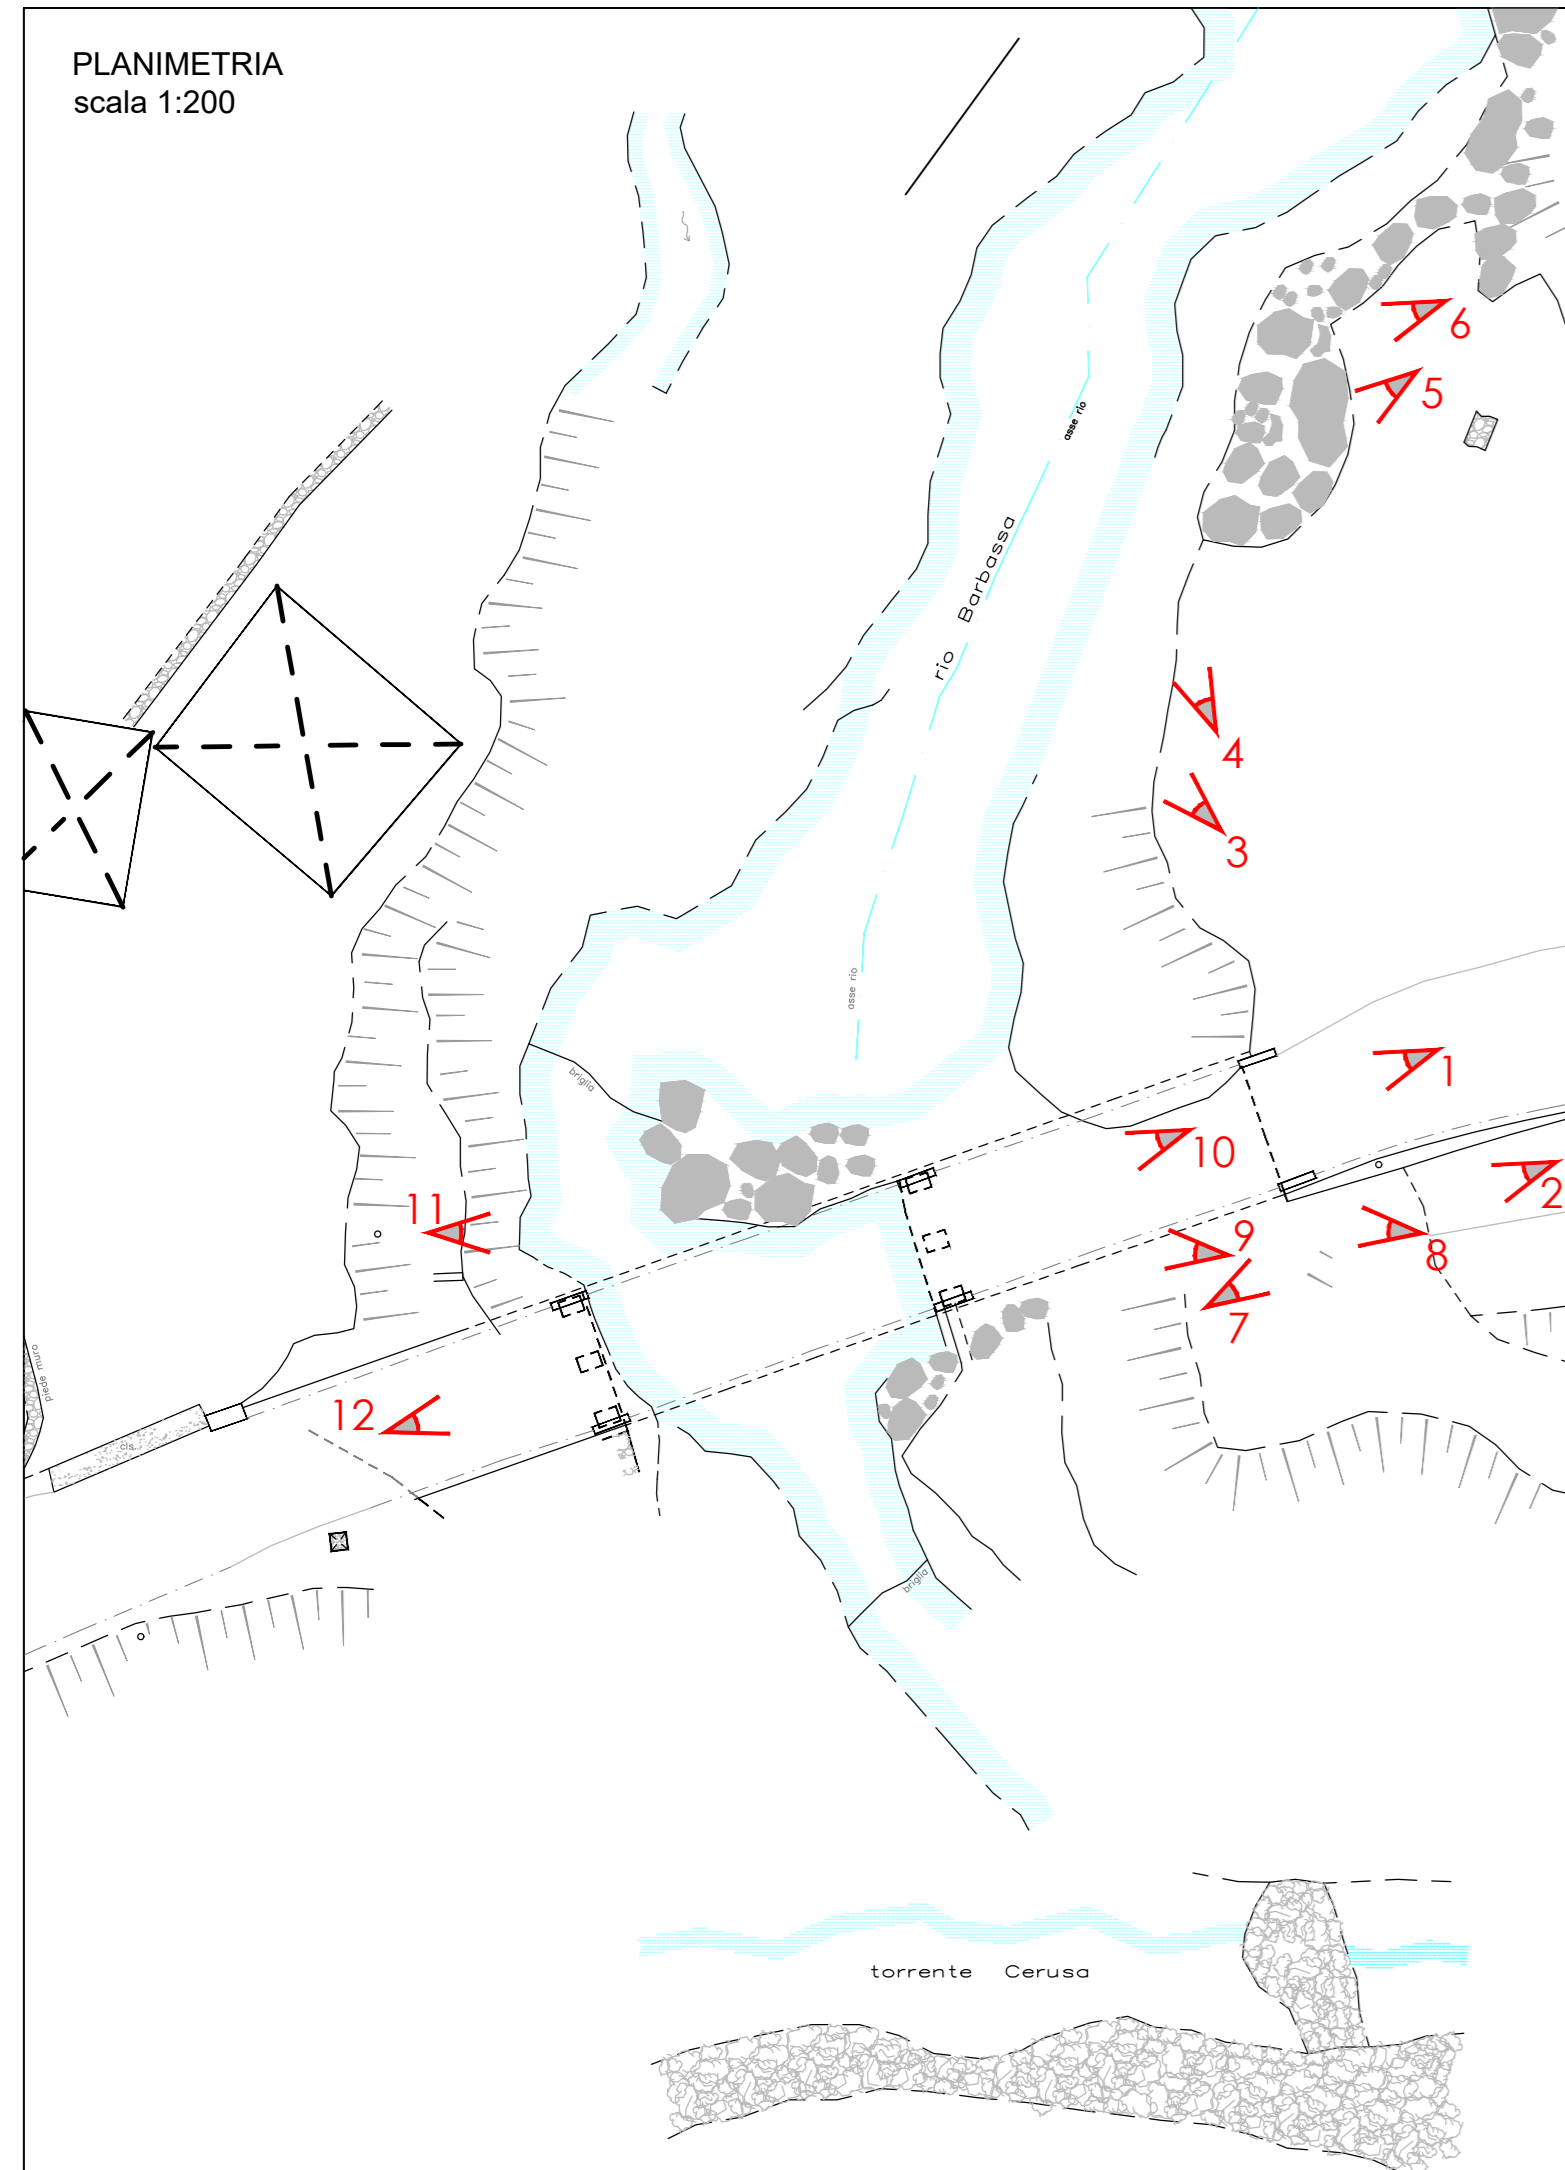 PLANIMETRIA
scala 1:200
6
5
asse rio
rio Barbassa
4
3
asse rio
briglia
1
10
2
11
9
8
7
piede muro
12
cls
briglia
torrente Cerusa